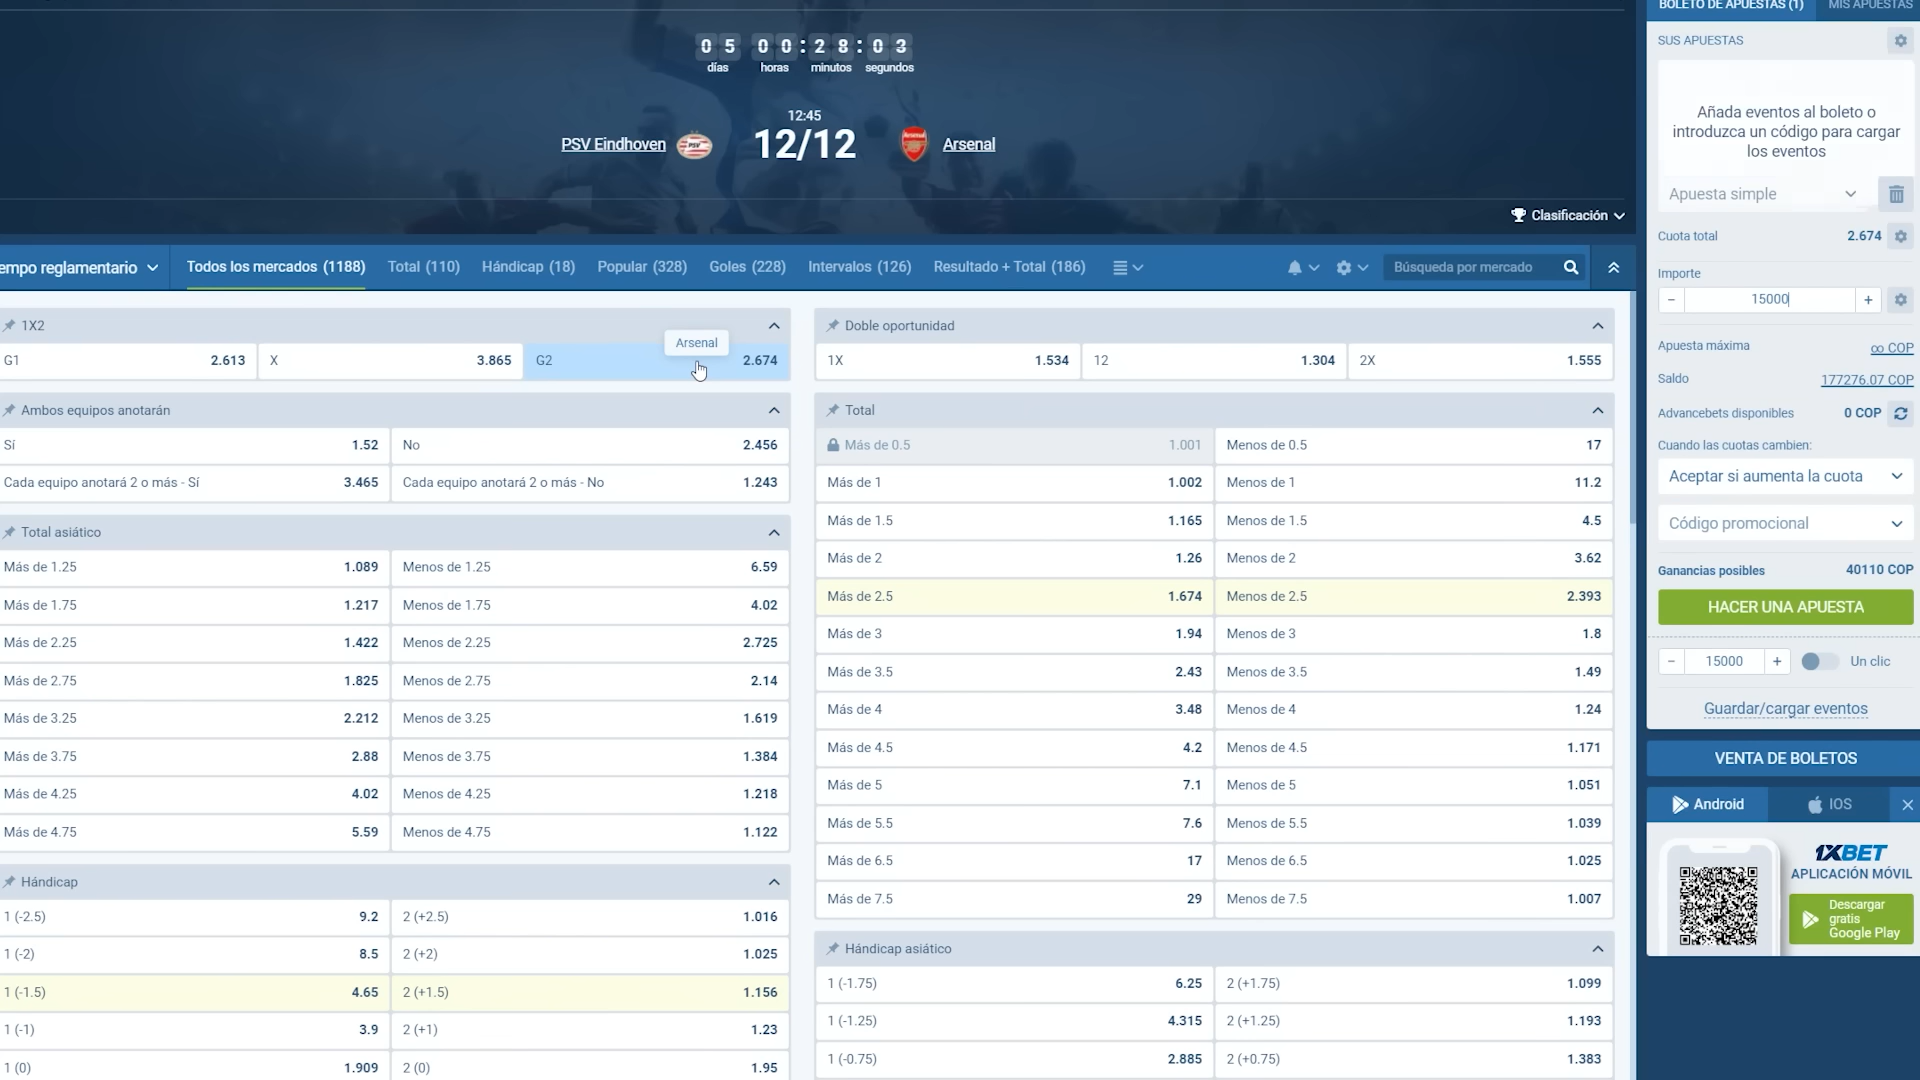 BOLETO DE APUESTAS (1) MIS APUESTAS
05 00:28:03
días horas minutos segundos
12:45
PSV Eindhoven PSV 12/12 Arsenal Arsenal
Clasificación
empo reglamentario Todos los mercados (1188) Total (110) Hándicap (18) Popular (328) Goles (228) Intervalos (126) Resultado + Total (186) Búsqueda por mercado
1X2
Arsenal
G1 2.613 X 3.865 G2 2.674
Ambos equipos anotarán
Sí 1.52 No 2.456
Cada equipo anotará 2 o más - Sí 3.465 Cada equipo anotará 2 o más - No 1.243
Total asiático
Más de 1.25 1.089 Menos de 1.25 6.59
Más de 1.75 1.217 Menos de 1.75 4.02
Más de 2.25 1.422 Menos de 2.25 2.725
Más de 2.75 1.825 Menos de 2.75 2.14
Más de 3.25 2.212 Menos de 3.25 1.619
Más de 3.75 2.88 Menos de 3.75 1.384
Más de 4.25 4.02 Menos de 4.25 1.218
Más de 4.75 5.59 Menos de 4.75 1.122
Hándicap
1 (-2.5) 9.2 2 (+2.5) 1.016
1 (-2) 8.5 2 (+2) 1.025
1 (-1.5) 4.65 2 (+1.5) 1.156
1 (-1) 3.9 2 (+1) 1.23
1 (0) 1.909 2 (0) 1.95
Doble oportunidad
1X 1.534 12 1.304 2X 1.555
Total
Más de 0.5 1.001 Menos de 0.5 17
Más de 1 1.002 Menos de 1 11.2
Más de 1.5 1.165 Menos de 1.5 4.5
Más de 2 1.26 Menos de 2 3.62
Más de 2.5 1.674 Menos de 2.5 2.393
Más de 3 1.94 Menos de 3 1.8
Más de 3.5 2.43 Menos de 3.5 1.49
Más de 4 3.48 Menos de 4 1.24
Más de 4.5 4.2 Menos de 4.5 1.171
Más de 5 7.1 Menos de 5 1.051
Más de 5.5 7.6 Menos de 5.5 1.039
Más de 6.5 17 Menos de 6.5 1.025
Más de 7.5 29 Menos de 7.5 1.007
Hándicap asiático
1 (-1.75) 6.25 2 (+1.75) 1.099
1 (-1.25) 4.315 2 (+1.25) 1.193
1 (-0.75) 2.885 2 (+0.75) 1.383
SUS APUESTAS
Añada eventos al boleto o
introduzca un código para cargar
los eventos
Apuesta simple
Cuota total 2.674
Importe
- 15000 +
Apuesta máxima ∞ COP
Saldo 177276.07 COP
Advancebets disponibles 0 COP
Cuando las cuotas cambien:
Aceptar si aumenta la cuota
Código promocional
Ganancias posibles 40110 COP
HACER UNA APUESTA
- 15000 + Un clic
Guardar/cargar eventos
VENTA DE BOLETOS
Android IOS
1XBET
APLICACIÓN MÓVIL
Descargar
gratis
Google Play